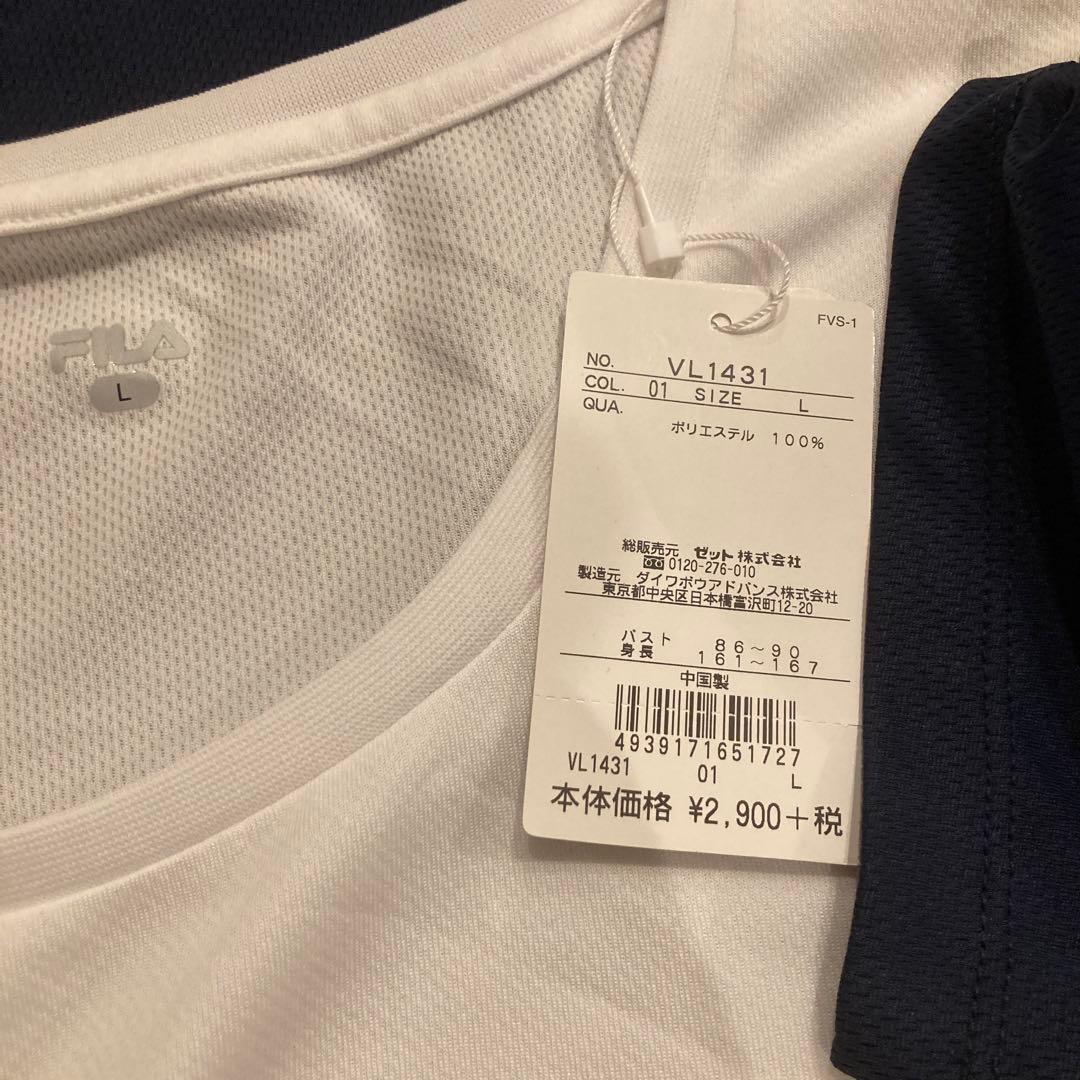 FILA
L
FVS-1
NO. VL1431
COL. 01 SIZE L
QUA.
ポリエステル 100%
総販売元 ゼット株式会社
0120-276-010
製造元 ダイワボウアドバンス株式会社
東京都中央区日本橋富沢町12-20
バスト 86~90
身長 161~167
中国製
4939171651727
VL1431 01 L
本体価格 ¥2,900+税